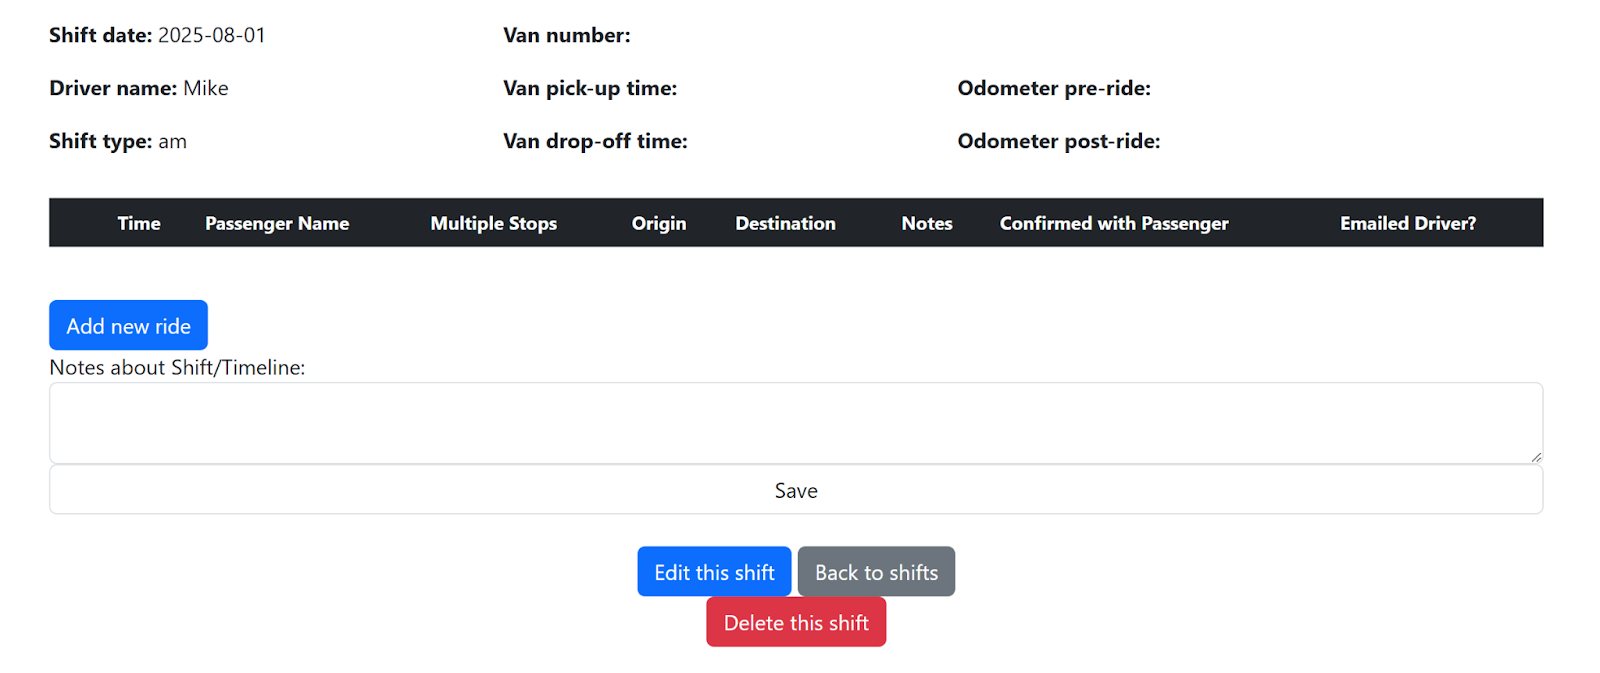 Shift date: 2025-08-01 Van number:
Driver name: Mike Van pick-up time: Odometer pre-ride:
Shift type: am Van drop-off time: Odometer post-ride:
Time Passenger Name Multiple Stops Origin Destination Notes Confirmed with Passenger Emailed Driver?
Add new ride
Notes about Shift/Timeline:
Save
Edit this shift Back to shifts
Delete this shift